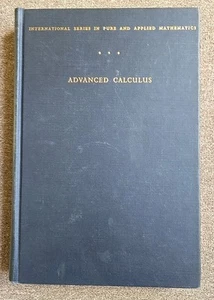 INTERNATIONAL SERIES IN PURE AND APPLIED MATHEMATICS
ADVANCED CALCULUS